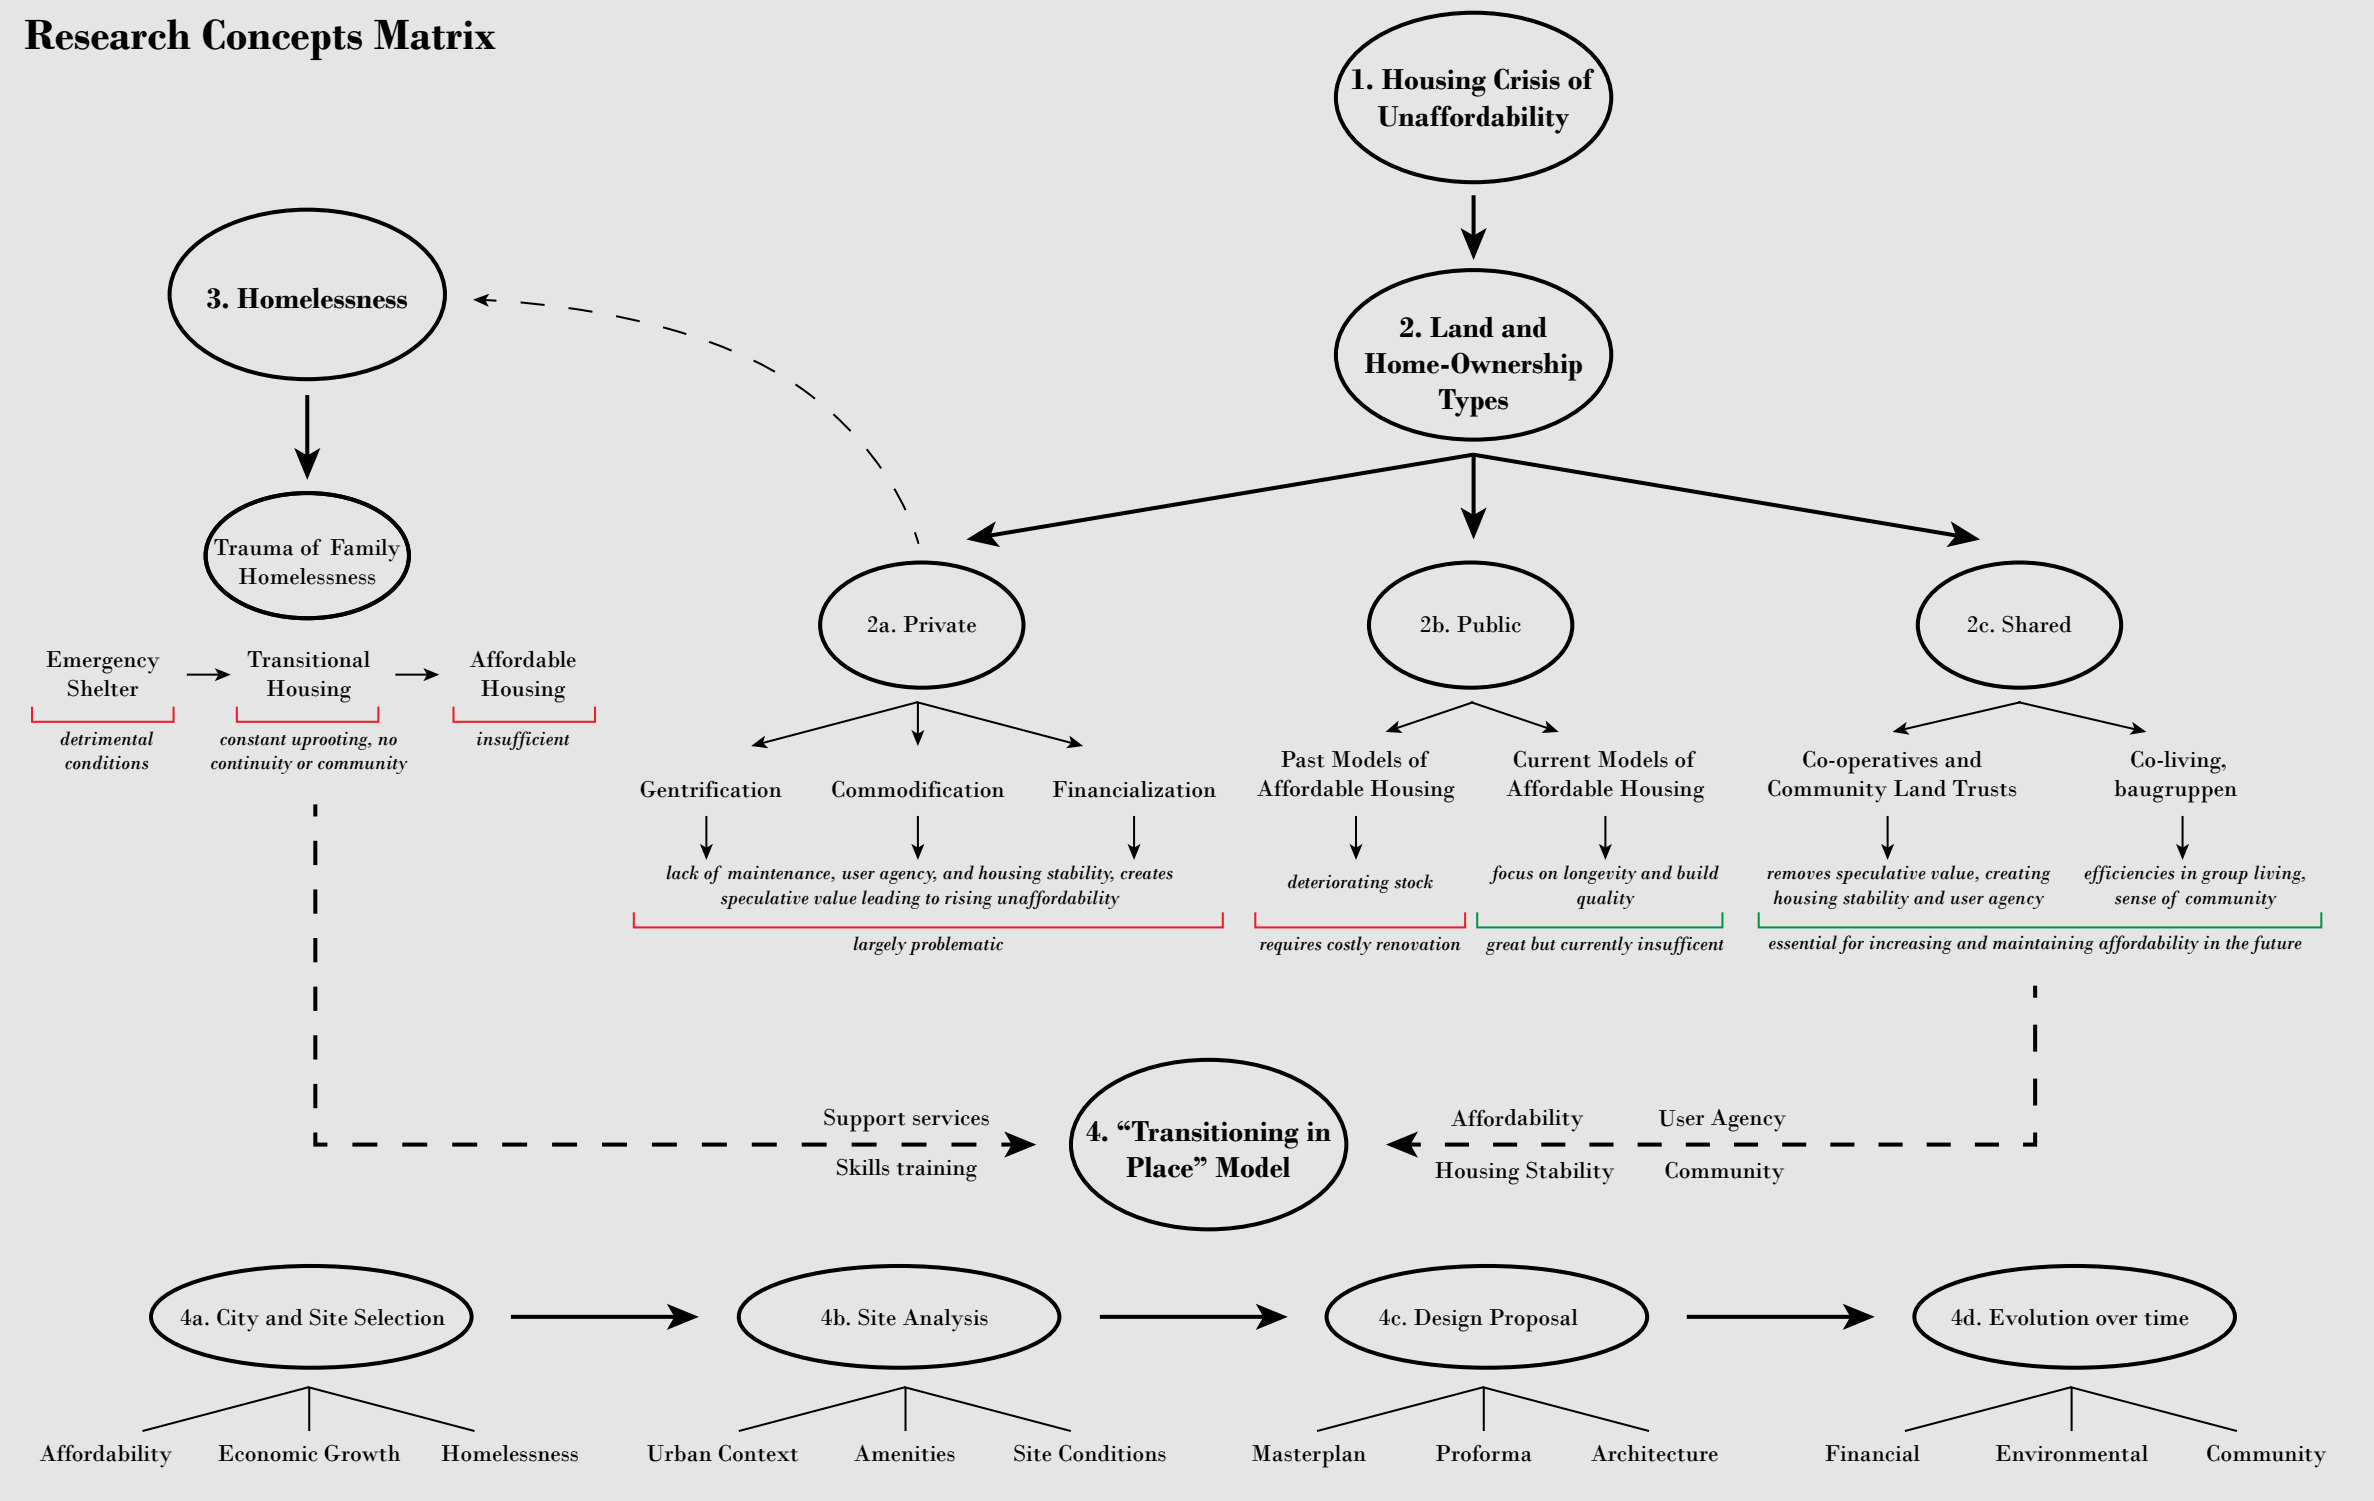 Research Concepts Matrix
1. Housing Crisis of
Unaffordability
2. Land and
Home-Ownership
Types
3. Homelessness
Trauma of Family
Homelessness
Emergency
Shelter
Transitional
Housing
Affordable
Housing
detrimental
conditions
constant uprooting, no
continuity or community
insufficient
2a. Private
2b. Public
2c. Shared
Gentrification
Commodification
Financialization
lack of maintenance, user agency, and housing stability, creates
speculative value leading to rising unaffordability
largely problematic
Past Models of
Affordable Housing
deteriorating stock
requires costly renovation
Current Models of
Affordable Housing
focus on longevity and build
quality
great but currently insufficent
Co-operatives and
Community Land Trusts
removes speculative value, creating
housing stability and user agency
Co-living,
baugruppen
efficiencies in group living,
sense of community
essential for increasing and maintaining affordability in the future
Support services
Skills training
4. “Transitioning in
Place” Model
Affordability
User Agency
Housing Stability
Community
4a. City and Site Selection
4b. Site Analysis
4c. Design Proposal
4d. Evolution over time
Affordability
Economic Growth
Homelessness
Urban Context
Amenities
Site Conditions
Masterplan
Proforma
Architecture
Financial
Environmental
Community